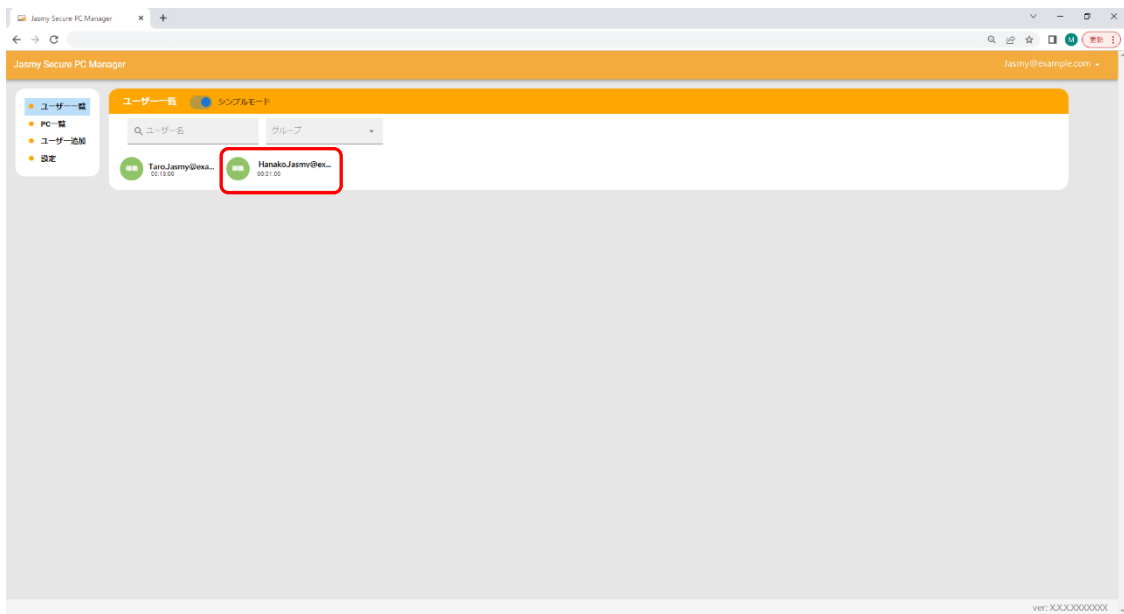 Jasmy Secure PC Manager
更新
Jasmy Secure PC Manager
Jasmy@example.com
ユーザー一覧
PC一覧
ユーザー追加
設定
ユーザー一覧 シンプルモード
ユーザー名 グループ
Taro.Jasmy@exa...
00:13:00
Hanako.Jasmy@ex...
00:01:00
ver: X.X.XXXXXXXX